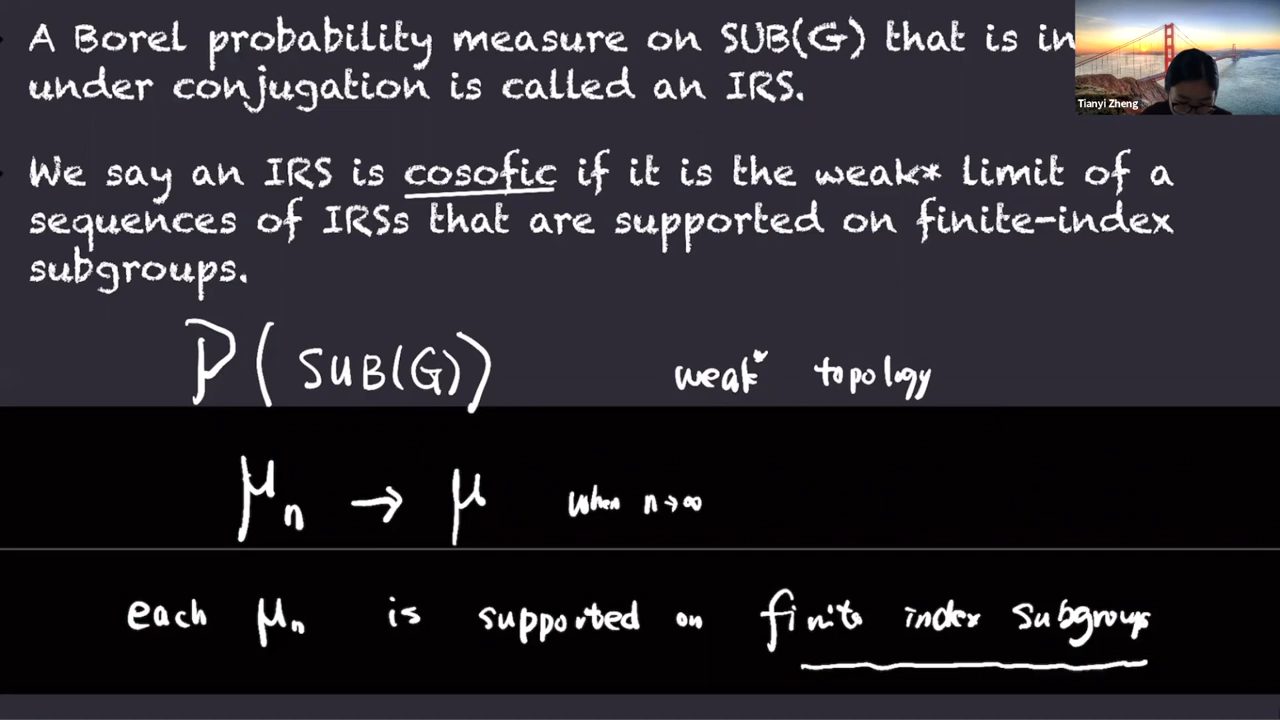 A Borel probability measure on SUB(G) that is in
under conjugation is called an IRS.
Tianyi Zheng
We say an IRS is cosofic if it is the weak* limit of a
sequences of IRSs that are supported on finite-index
subgroups.
P(SUB(G)) weak* topology
μn → μ when n→∞
each μn is supported on finite index subgroups